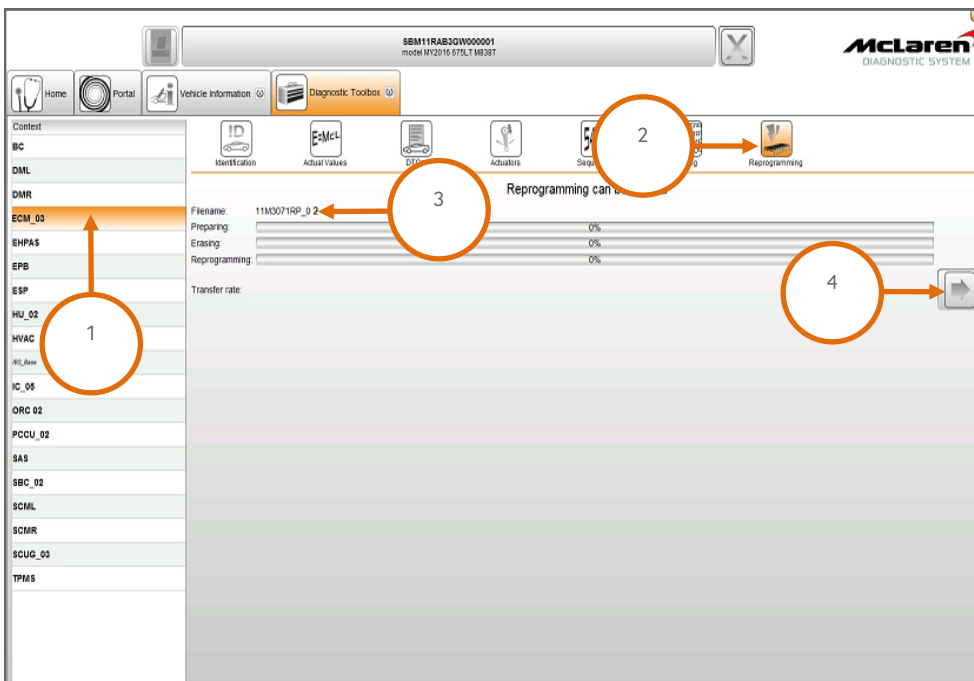 SBM11RAB3GW000001
model MY2016 675LT M838T
McLaren
DIAGNOSTIC SYSTEM
Home
Portal
Vehicle Information
Diagnostic Toolbox
Context
BC
DML
DMR
ECM_03
EHPAS
EPB
ESP
HU_02
HVAC
IBS_Base
IC_05
ORC 02
PCCU_02
SAS
SBC_02
SCML
SCMR
SCUG_03
TPMS
ID
Identification
E=McL
Actual Values
Actuators
2
Reprogramming
Reprogramming can
Filename: 11M3071RP_0 2
3
Preparing: 0%
Erasing: 0%
Reprogramming: 0%
Transfer rate:
4
1